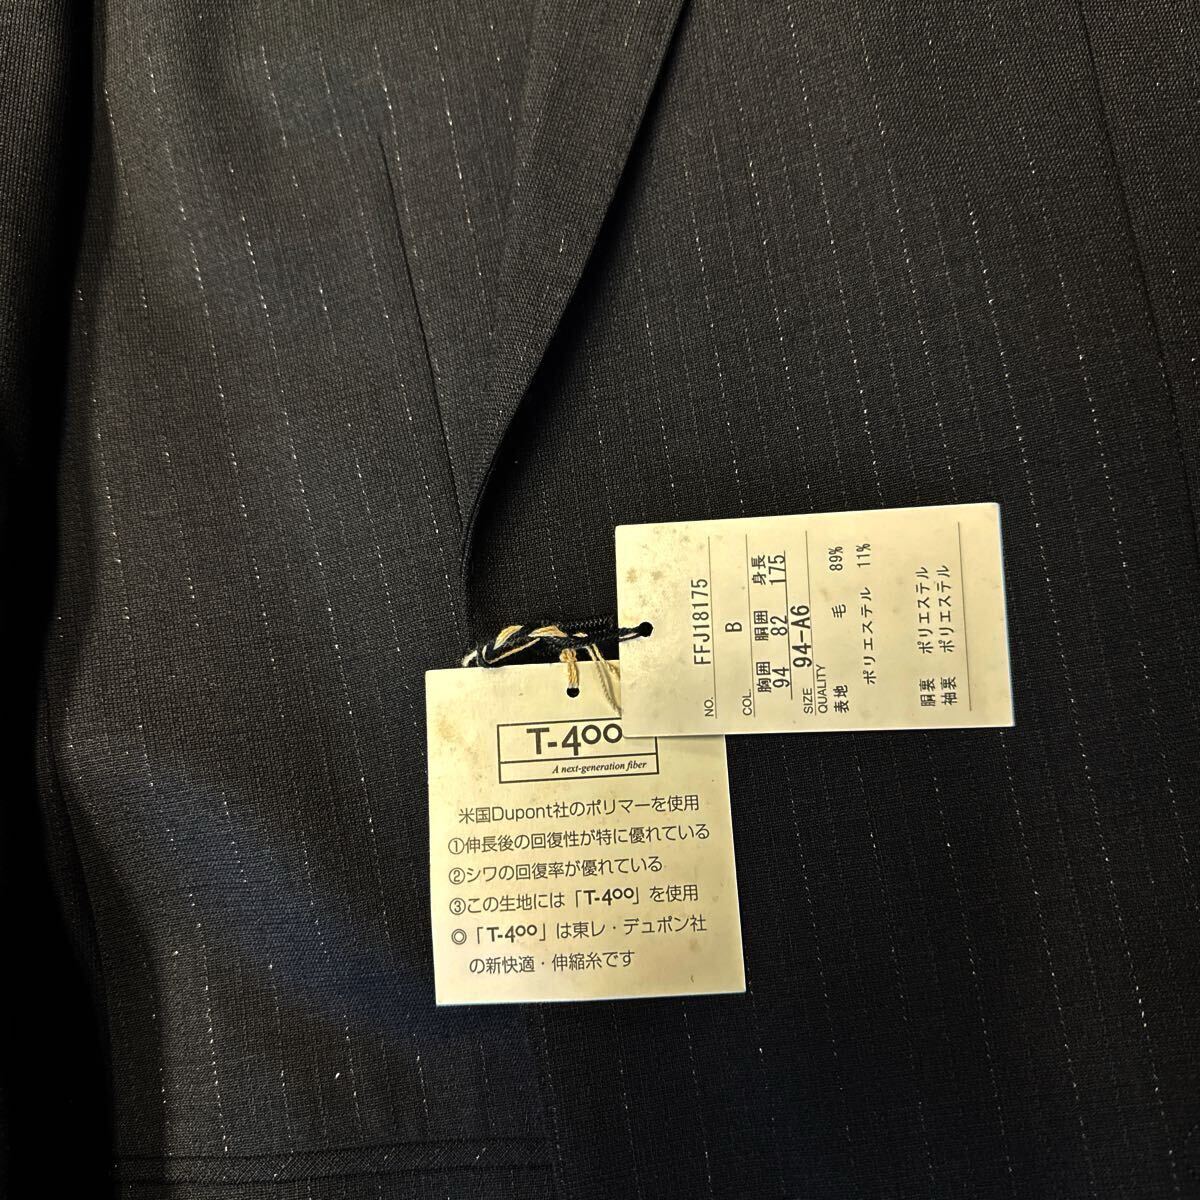 NO. FFJ18175
COL. B
胸囲 胴囲 身長
94 82 175
SIZE 94-A6
QUALITY
表地 毛 89%
ポリエステル 11%
胴裏 ポリエステル
袖裏 ポリエステル
T-400
A next-generation fiber
米国Dupont社のポリマーを使用
①伸長後の回復性が特に優れている
②シワの回復率が優れている
③この生地には「T-400」を使用
◎「T-400」は東レ・デュポン社
の新快適・伸縮糸です